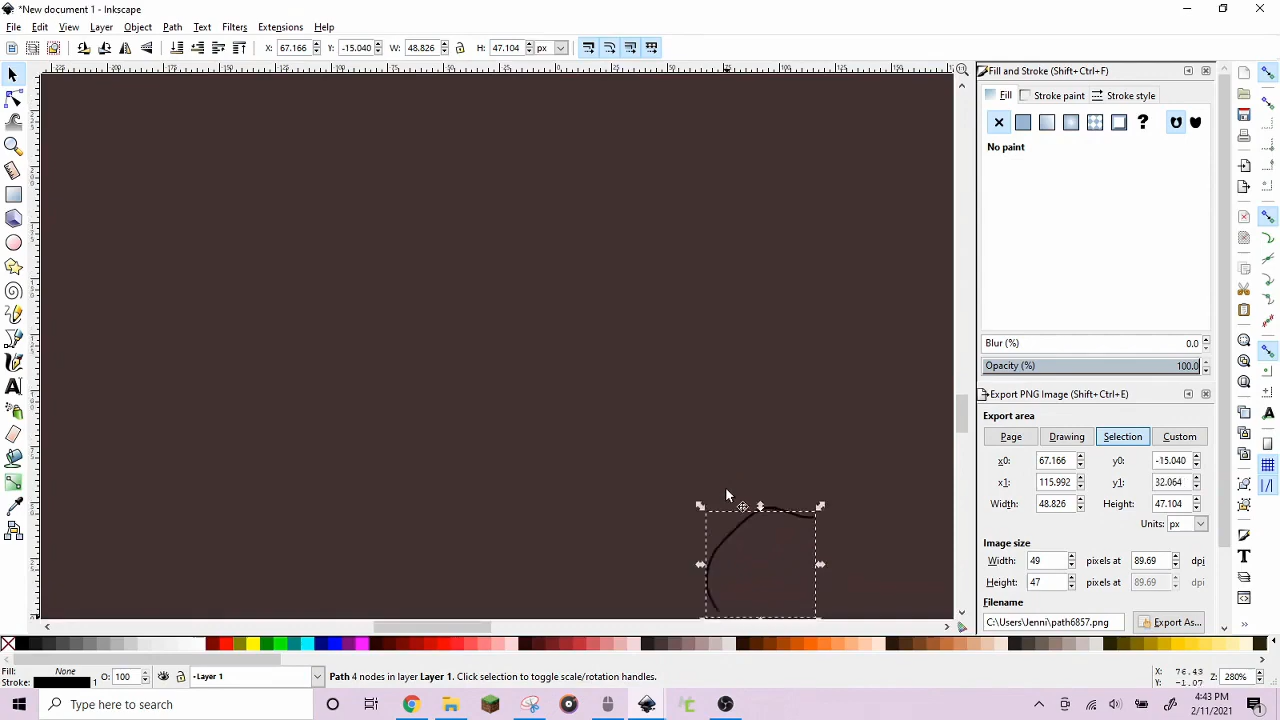 *New document 1 - Inkscape
File Edit View Layer Object Path Text Filters Extensions Help
X: 67.166 Y: -15.040 W: 48.826 H: 47.104 px
Fill and Stroke (Shift+Ctrl+F)
Fill Stroke paint Stroke style
No paint
Blur (%) 0.0
Opacity (%) 100.0
Export PNG Image (Shift+Ctrl+E)
Export area
Page Drawing Selection Custom
x0: 67.166 y0: -15.040
x1: 115.992 y1: 32.064
Width: 48.826 Height: 47.104
Units: px
Image size
Width: 49 pixels at 89.69 dpi
Height: 47 pixels at 89.69 dpi
Filename
C:\Users\Jenni\path6857.png Export As...
Fill: None O: 100 -Layer 1 Path 4 nodes in layer Layer 1. Click selection to toggle scale/rotation handles. X: 76.43 Z: 280%
Stroke: 1 Y: -1.07
Type here to search
4:43 PM
2/11/2021